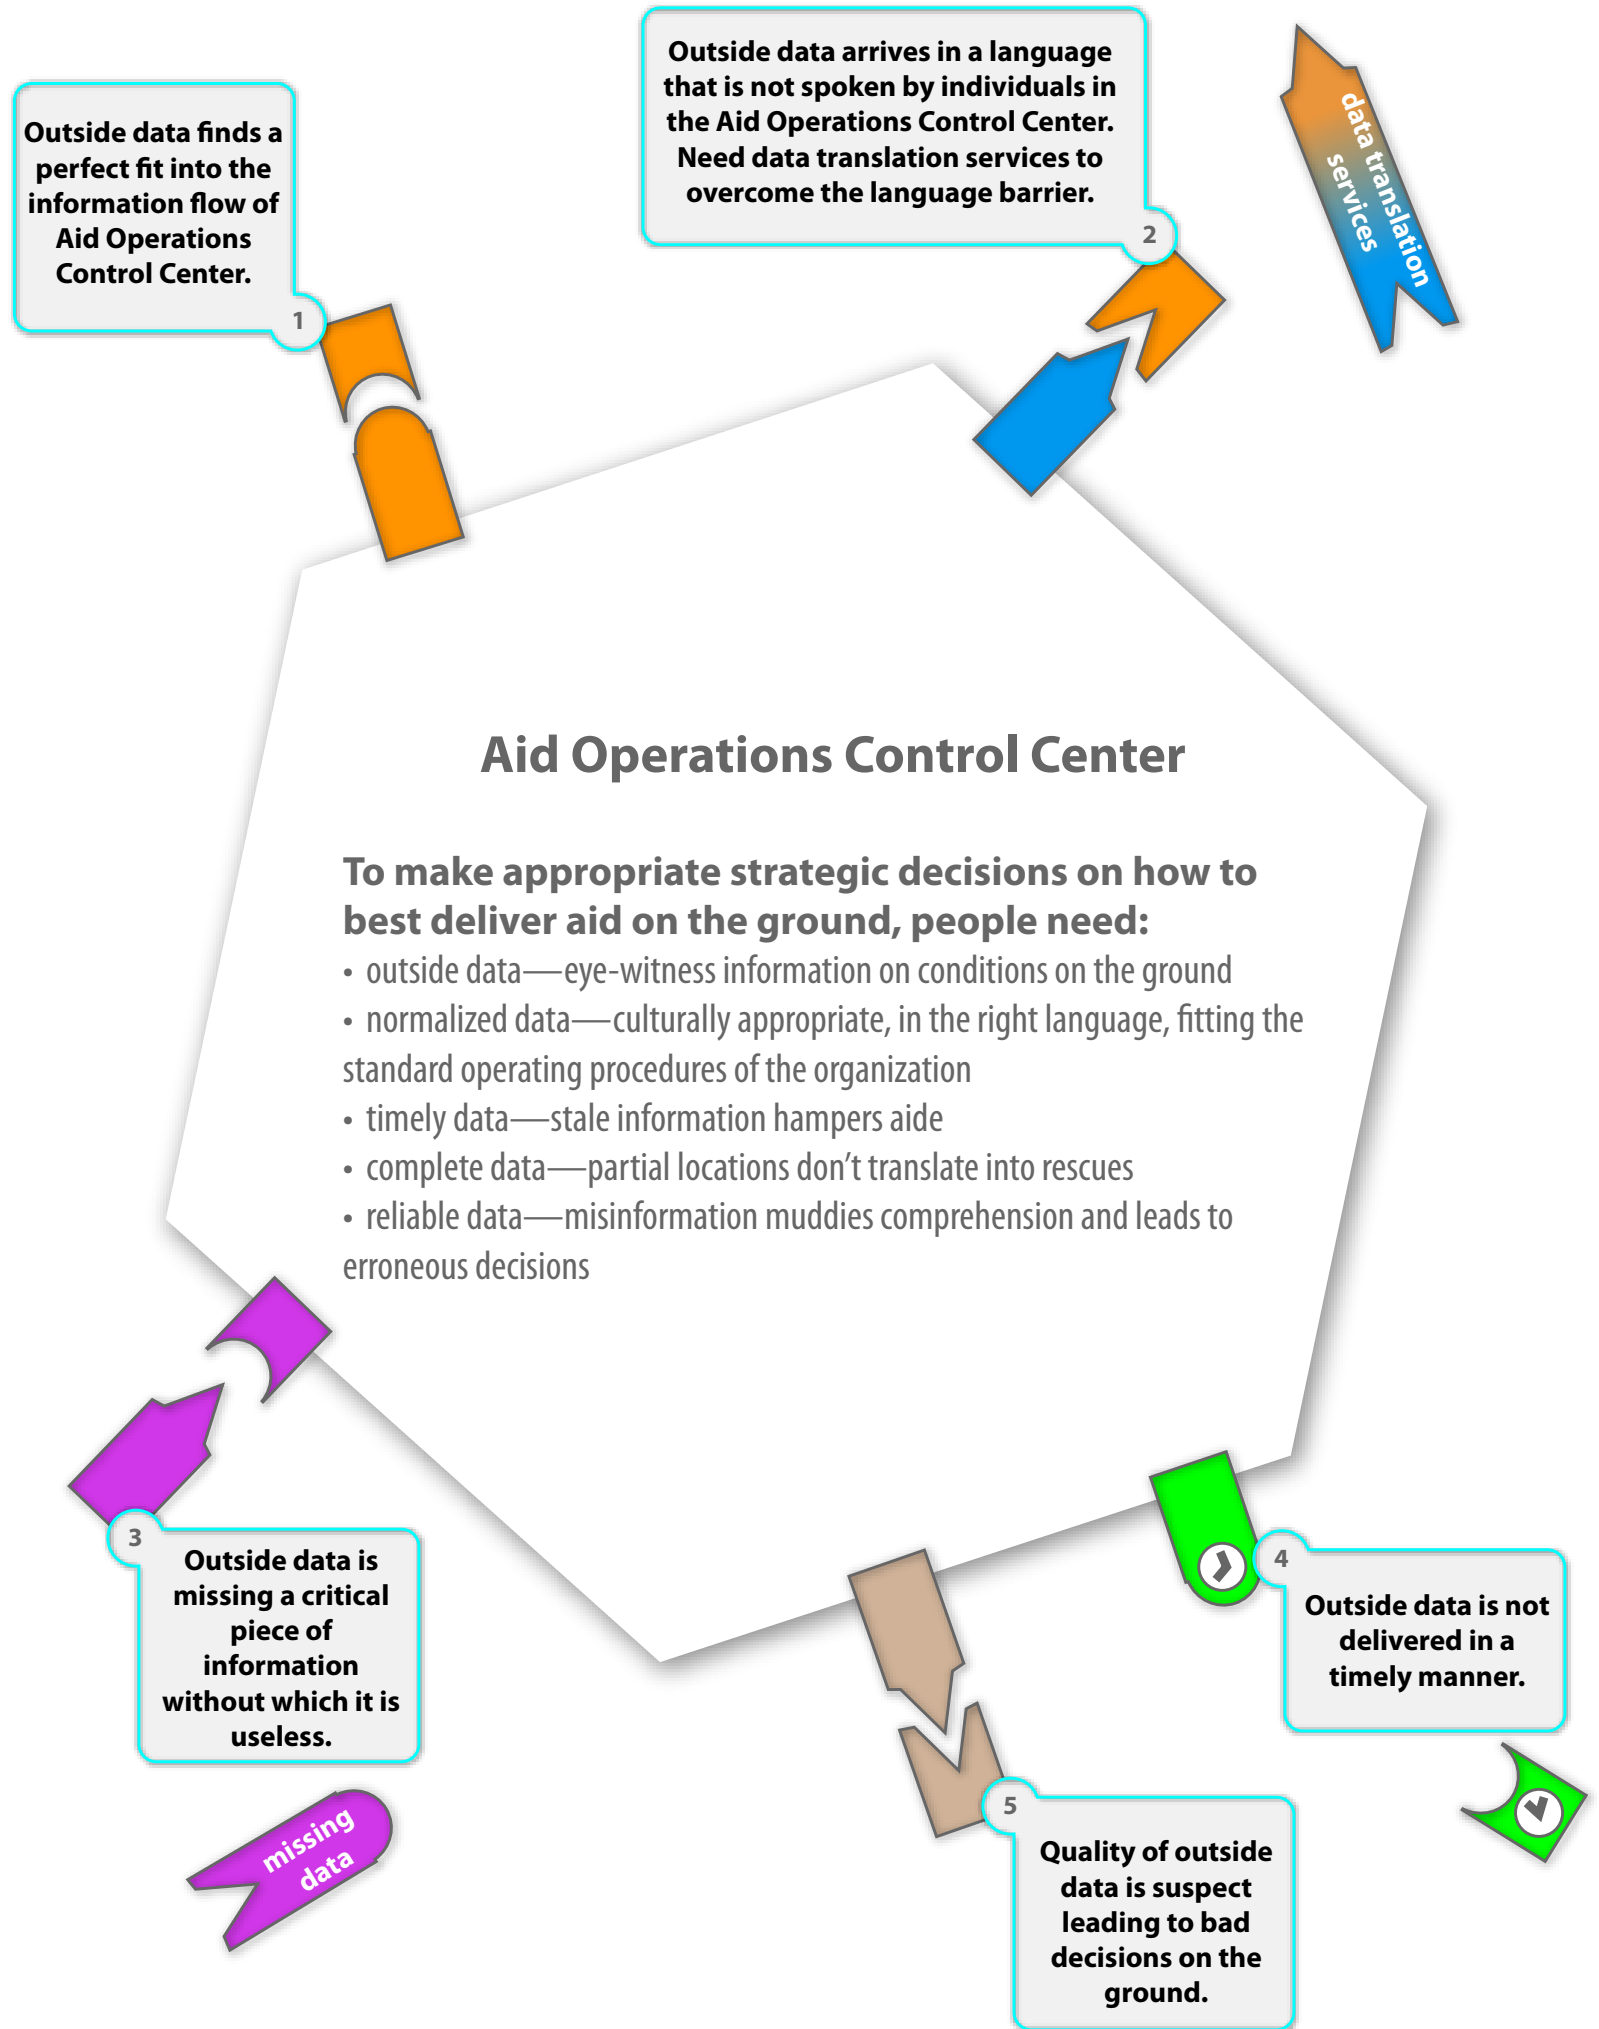 Outside data finds a
perfect fit into the
information flow of
Aid Operations
Control Center.
1
Outside data arrives in a language
that is not spoken by individuals in
the Aid Operations Control Center.
Need data translation services to
overcome the language barrier.
2
data translation
services
Aid Operations Control Center
To make appropriate strategic decisions on how to
best deliver aid on the ground, people need:
• outside data—eye-witness information on conditions on the ground
• normalized data—culturally appropriate, in the right language, fitting the
standard operating procedures of the organization
• timely data—stale information hampers aide
• complete data—partial locations don’t translate into rescues
• reliable data—misinformation muddies comprehension and leads to
erroneous decisions
3
Outside data is
missing a critical
piece of
information
without which it is
useless.
missing
data
4
Outside data is not
delivered in a
timely manner.
5
Quality of outside
data is suspect
leading to bad
decisions on the
ground.